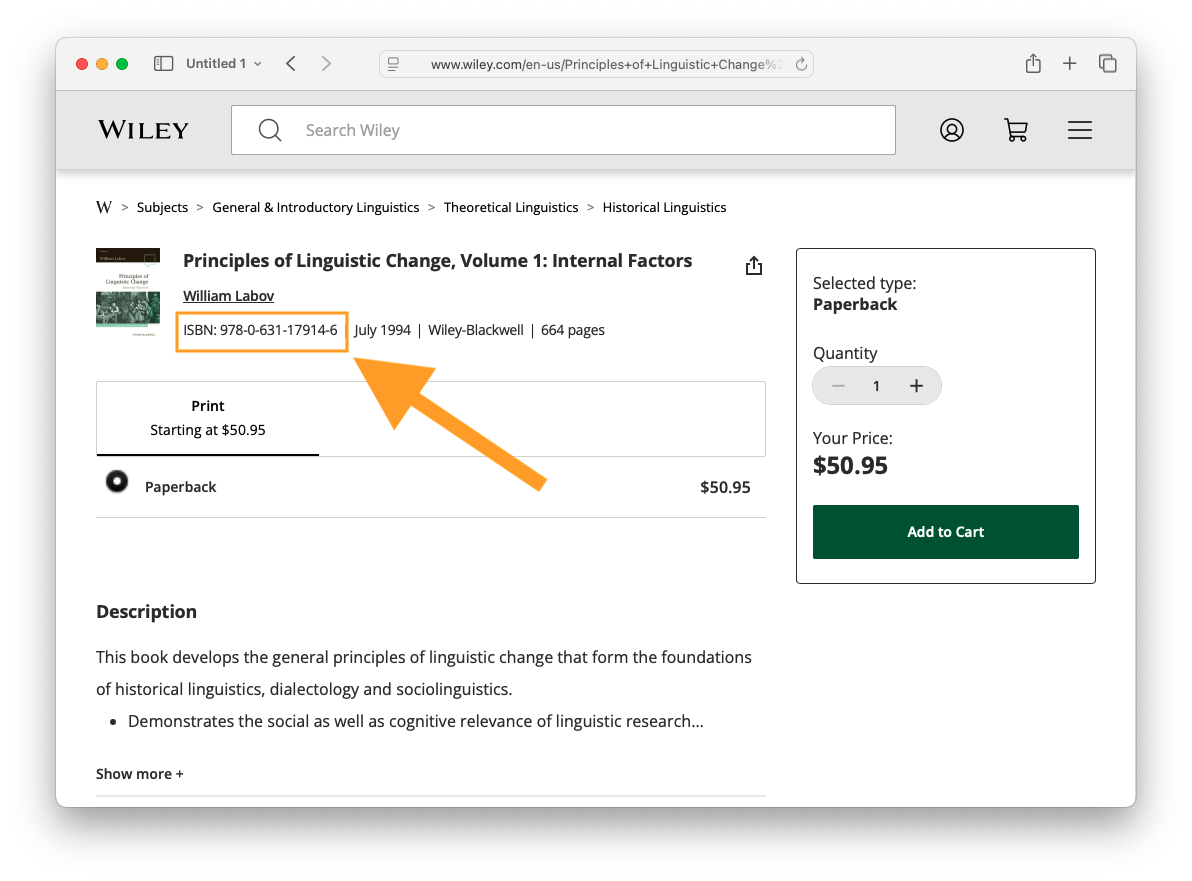 Untitled 1
www.wiley.com/en-us/Principles+of+Linguistic+Change%2
WILEY
Search Wiley
W > Subjects > General & Introductory Linguistics > Theoretical Linguistics > Historical Linguistics
William Labov
Principles of
Linguistic Change
Principles of Linguistic Change, Volume 1: Internal Factors
William Labov
ISBN: 978-0-631-17914-6 | July 1994 | Wiley-Blackwell | 664 pages
Print
Starting at $50.95
Paperback $50.95
Selected type:
Paperback
Quantity
1
Your Price:
$50.95
Add to Cart
Description
This book develops the general principles of linguistic change that form the foundations
of historical linguistics, dialectology and sociolinguistics.
• Demonstrates the social as well as cognitive relevance of linguistic research...
Show more +